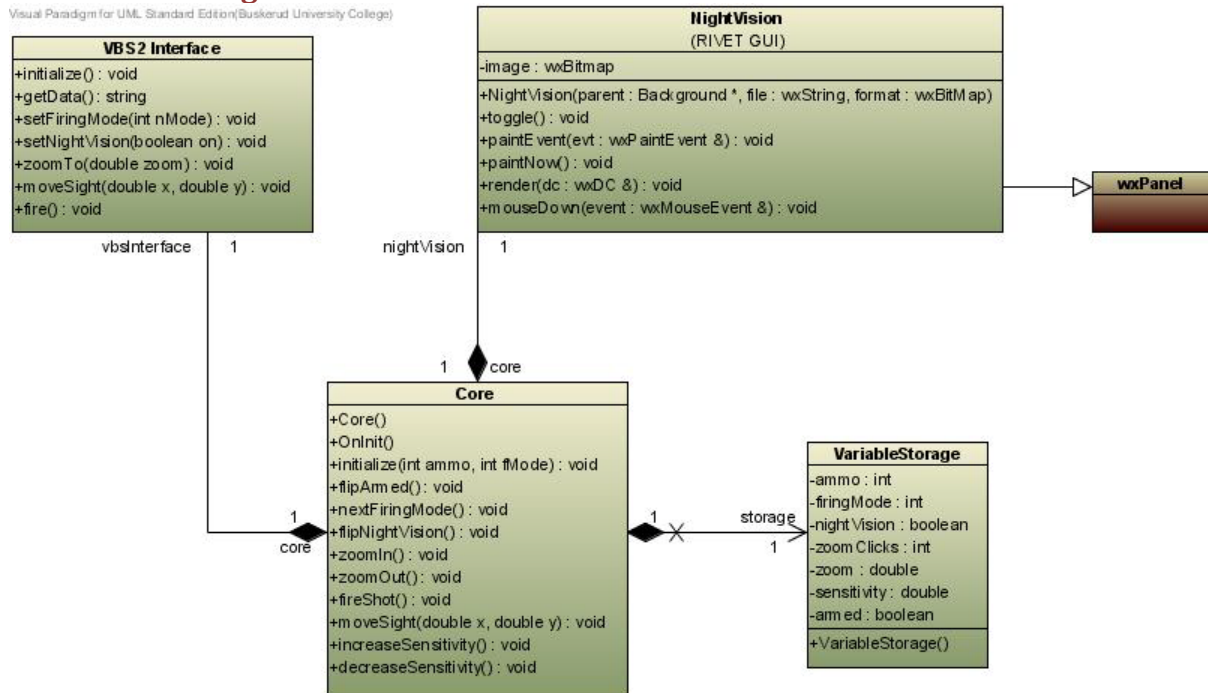 Visual Paradigm for UML Standard Edition(Buskerud University College)
VBS2 Interface
+initialize() : void
+getData() : string
+setFiringMode(int nMode) : void
+setNightVision(boolean on) : void
+zoomTo(double zoom) : void
+moveSight(double x, double y) : void
+fire() : void
vbsInterface 1
NightVision
(RIVET GUI)
-image : wxBitmap
+NightVision(parent : Background *, file : wxString, format : wxBitMap)
+toggle() : void
+paintEvent(evt : wxPaintEvent &) : void
+paintNow() : void
+render(dc : wxDC &) : void
+mouseDown(event : wxMouseEvent &) : void
nightVision 1
wxPanel
1 core
1
core
Core
+Core()
+OnInit()
+initialize(int ammo, int fMode) : void
+flipArmed() : void
+nextFiringMode() : void
+flipNightVision() : void
+zoomIn() : void
+zoomOut() : void
+fireShot() : void
+moveSight(double x, double y) : void
+increaseSensitivity() : void
+decreaseSensitivity() : void
1 storage
1
VariableStorage
-ammo : int
-firingMode : int
-nightVision : boolean
-zoomClicks : int
-zoom : double
-sensitivity : double
-armed : boolean
+VariableStorage()